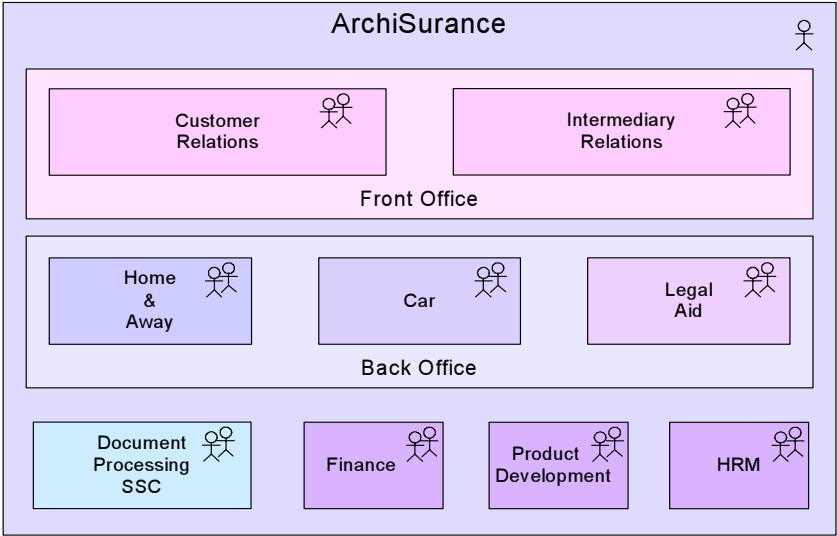 ArchiSurance
Customer
Relations
Intermediary
Relations
Front Office
Home
&
Away
Car
Legal
Aid
Back Office
Document
Processing
SSC
Finance
Product
Development
HRM